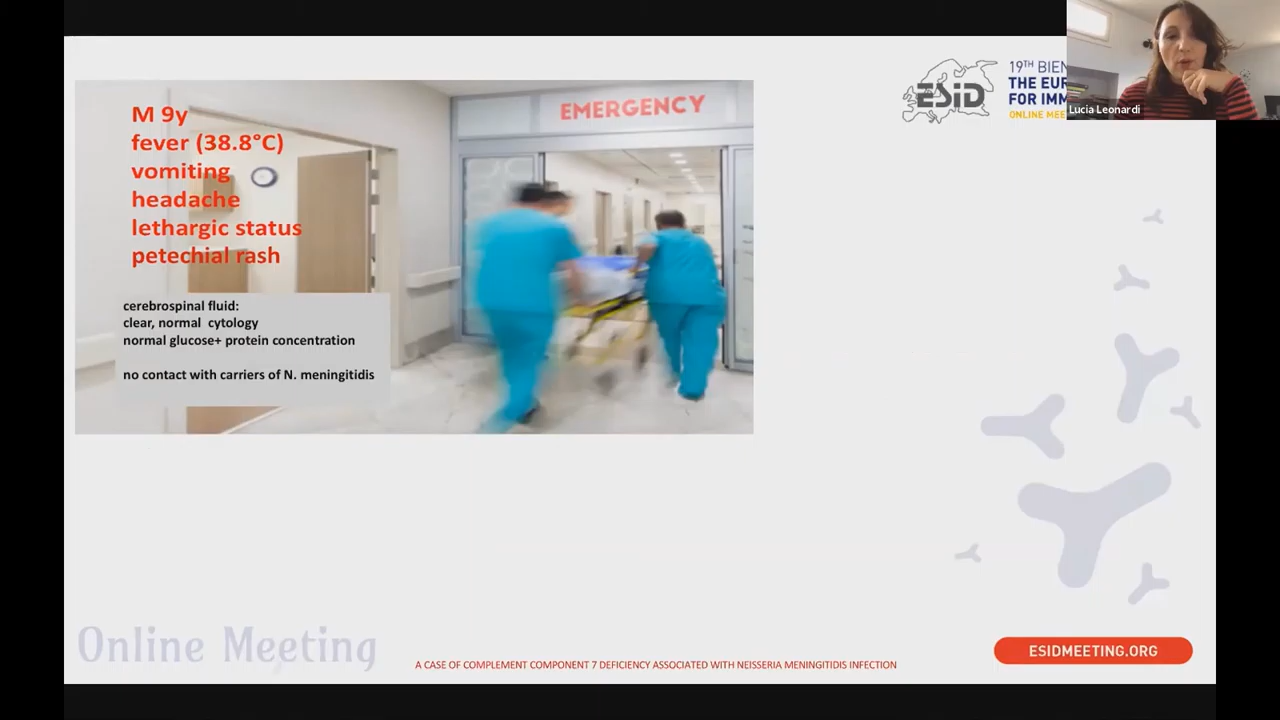 M 9y
fever (38.8°C)
vomiting
headache
lethargic status
petechial rash
cerebrospinal fluid:
clear, normal cytology
normal glucose+ protein concentration
no contact with carriers of N. meningitidis
EMERGENCY
ESiD
19TH BIEN
THE EUR
FOR IMM
ONLINE MEE
Lucia Leonardi
Online Meeting
A CASE OF COMPLEMENT COMPONENT 7 DEFICIENCY ASSOCIATED WITH NEISSERIA MENINGITIDIS INFECTION
ESIDMEETING.ORG